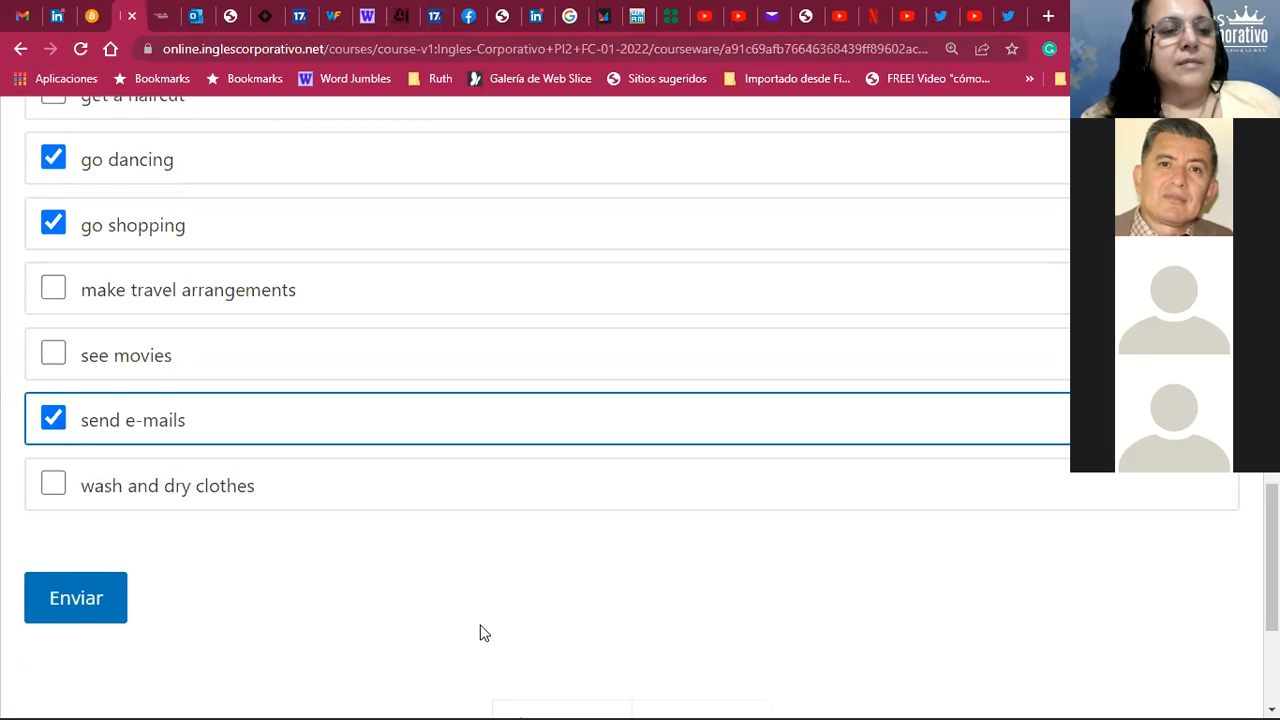 online.inglescorporativo.net/courses/course-v1:Ingles-Corporativo+PI2+FC-01-2022/courseware/a91c69afb76646368439ff89602ac...
Aplicaciones Bookmarks Bookmarks Word Jumbles Ruth Galería de Web Slice Sitios sugeridos Importado desde Fi... FREE! Video "cómo... »
get a haircut
go dancing
go shopping
make travel arrangements
see movies
send e-mails
wash and dry clothes
Enviar